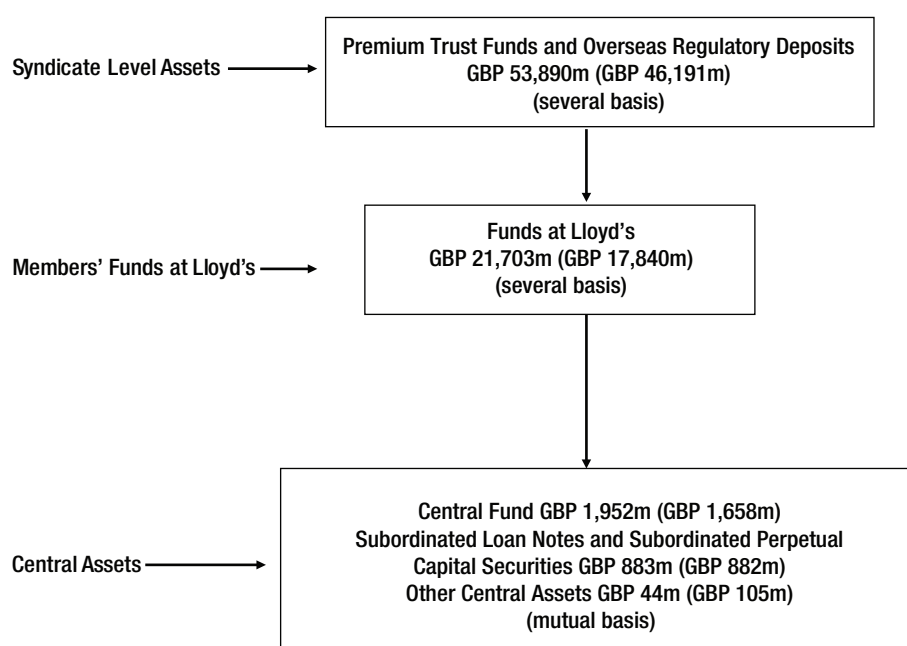 Premium Trust Funds and Overseas Regulatory Deposits
Syndicate Level Assets
GBP 53,890m (GBP 46,191m)
(several basis)
Funds at Lloyd’s
Members’ Funds at Lloyd’s
GBP 21,703m (GBP 17,840m)
(several basis)
Central Fund GBP 1,952m (GBP 1,658m)
Subordinated Loan Notes and Subordinated Perpetual
Central Assets
Capital Securities GBP 883m (GBP 882m)
Other Central Assets GBP 44m (GBP 105m)
(mutual basis)